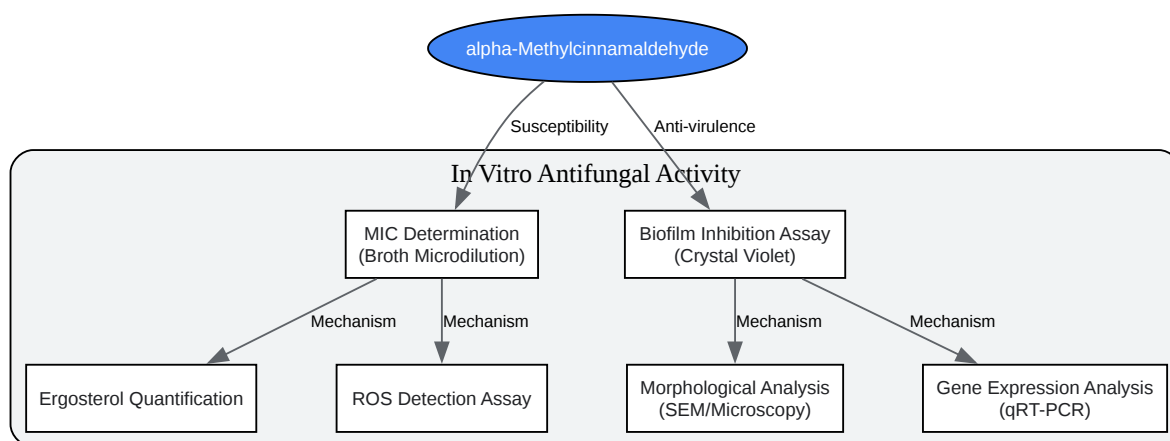 alpha-Methylcinnamaldehyde
Susceptibility
Anti-virulence
In Vitro Antifungal Activity
MIC Determination
(Broth Microdilution)
Biofilm Inhibition Assay
(Crystal Violet)
Mechanism
Mechanism
Mechanism
Mechanism
Ergosterol Quantification
ROS Detection Assay
Morphological Analysis
(SEM/Microscopy)
Gene Expression Analysis
(qRT-PCR)